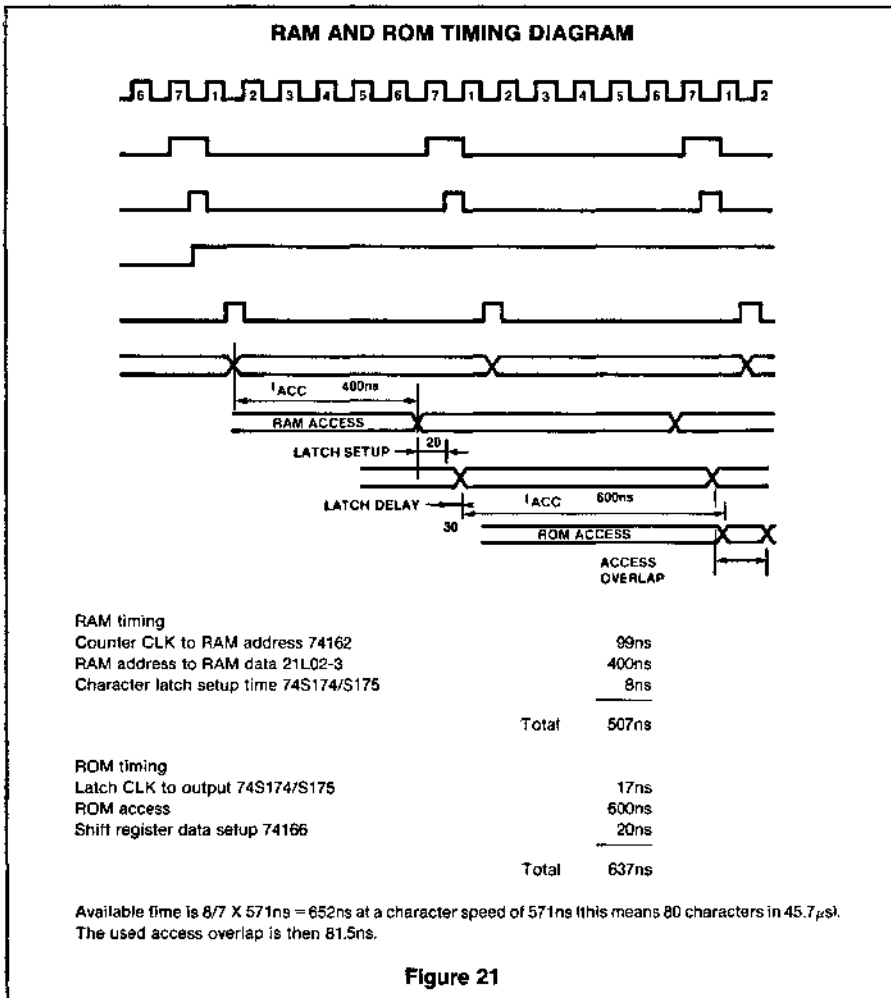 RAM AND ROM TIMING DIAGRAM
6 7 1 2 3 4 5 6 7 1 2 3 4 5 6 7 1 2
tACC 400ns
RAM ACCESS
20
LATCH SETUP
LATCH DELAY
tACC 600ns
30
ROM ACCESS
ACCESS
OVERLAP
RAM timing
Counter CLK to RAM address 74162 99ns
RAM address to RAM data 21L02-3 400ns
Character latch setup time 74S174/S175 8ns
Total 507ns
ROM timing
Latch CLK to output 74S174/S175 17ns
ROM access 600ns
Shift register data setup 74166 20ns
Total 637ns
Available time is 8/7 X 571ns = 652ns at a character speed of 571ns (this means 80 characters in 45.7μs).
The used access overlap is then 81.5ns.
Figure 21